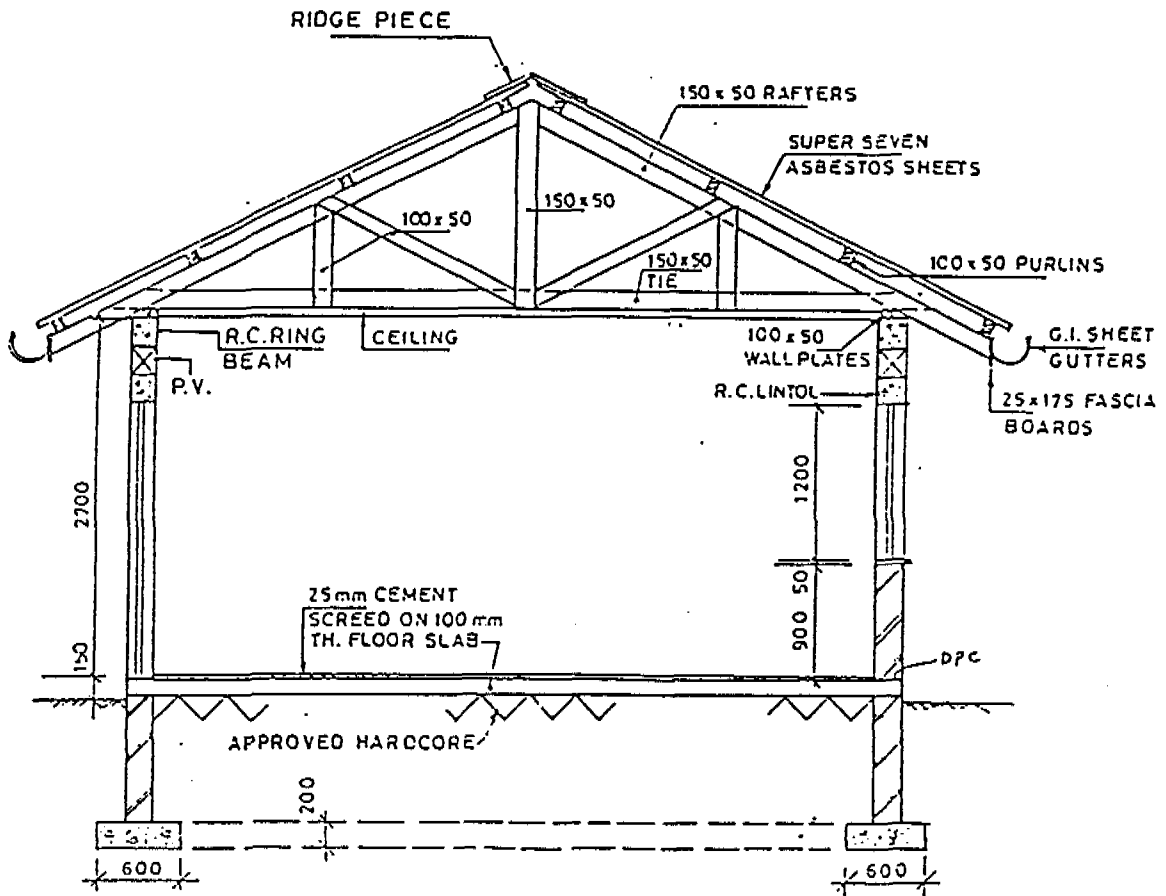 RIDGE PIECE
150 x 50 RAFTERS
SUPER SEVEN
ASBESTOS SHEETS
100 x 50
150 x 50
150 x 50
TIE
100 x 50 PURLINS
R.C. RING
BEAM
CEILING
100 x 50
WALL PLATES
G.I. SHEET
GUTTERS
P.V.
R.C. LINTOL
25 x 175 FASCIA
BOARDS
2700
1200
25mm CEMENT
SCREED ON 100 mm
TH. FLOOR SLAB
50
900
150
DPC
APPROVED HARDCORE
200
600
600